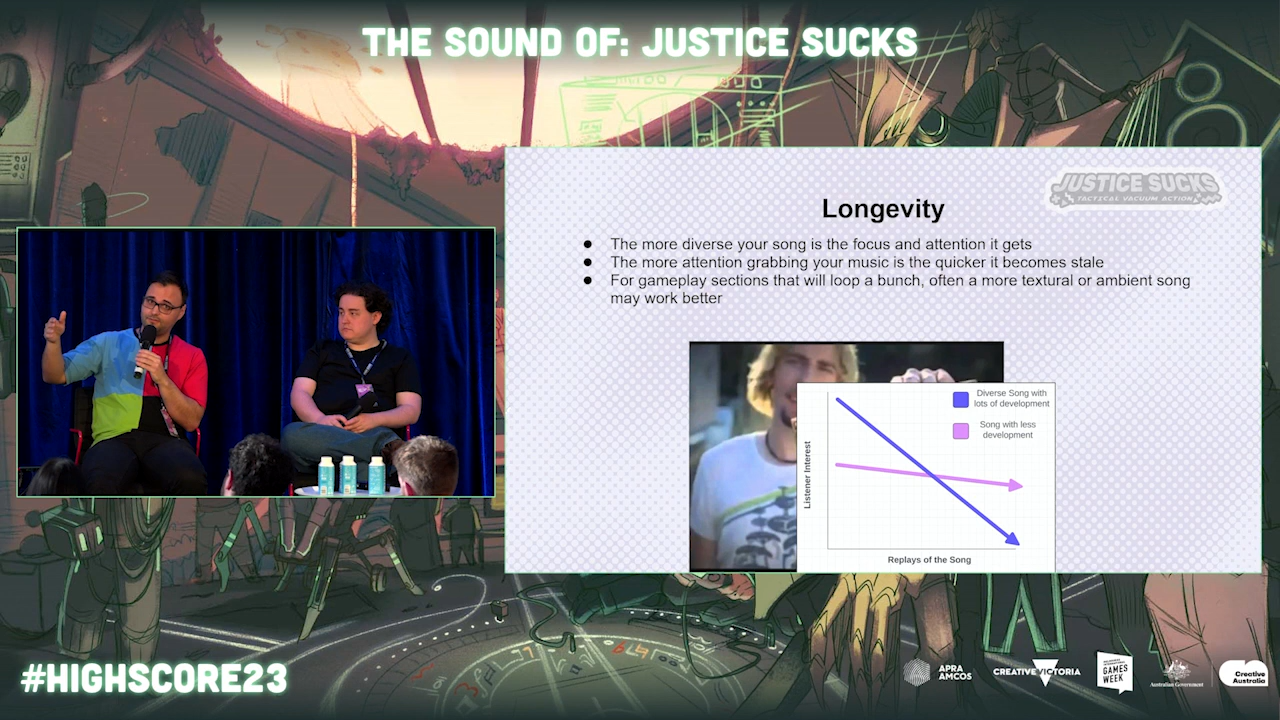 THE SOUND OF: JUSTICE SUCKS
JUSTICE SUCKS
TACTICAL VACUUM ACTION
Longevity
● The more diverse your song is the focus and attention it gets
● The more attention grabbing your music is the quicker it becomes stale
● For gameplay sections that will loop a bunch, often a more textural or ambient song
may work better
Diverse Song with
lots of development
Song with less
development
Listener Interest
Replays of the Song
#HIGHSCORE23
APRA
AMCOS
CREATIVE VICTORIA
GAMES
WEEK
Australian Government
Creative
Australia